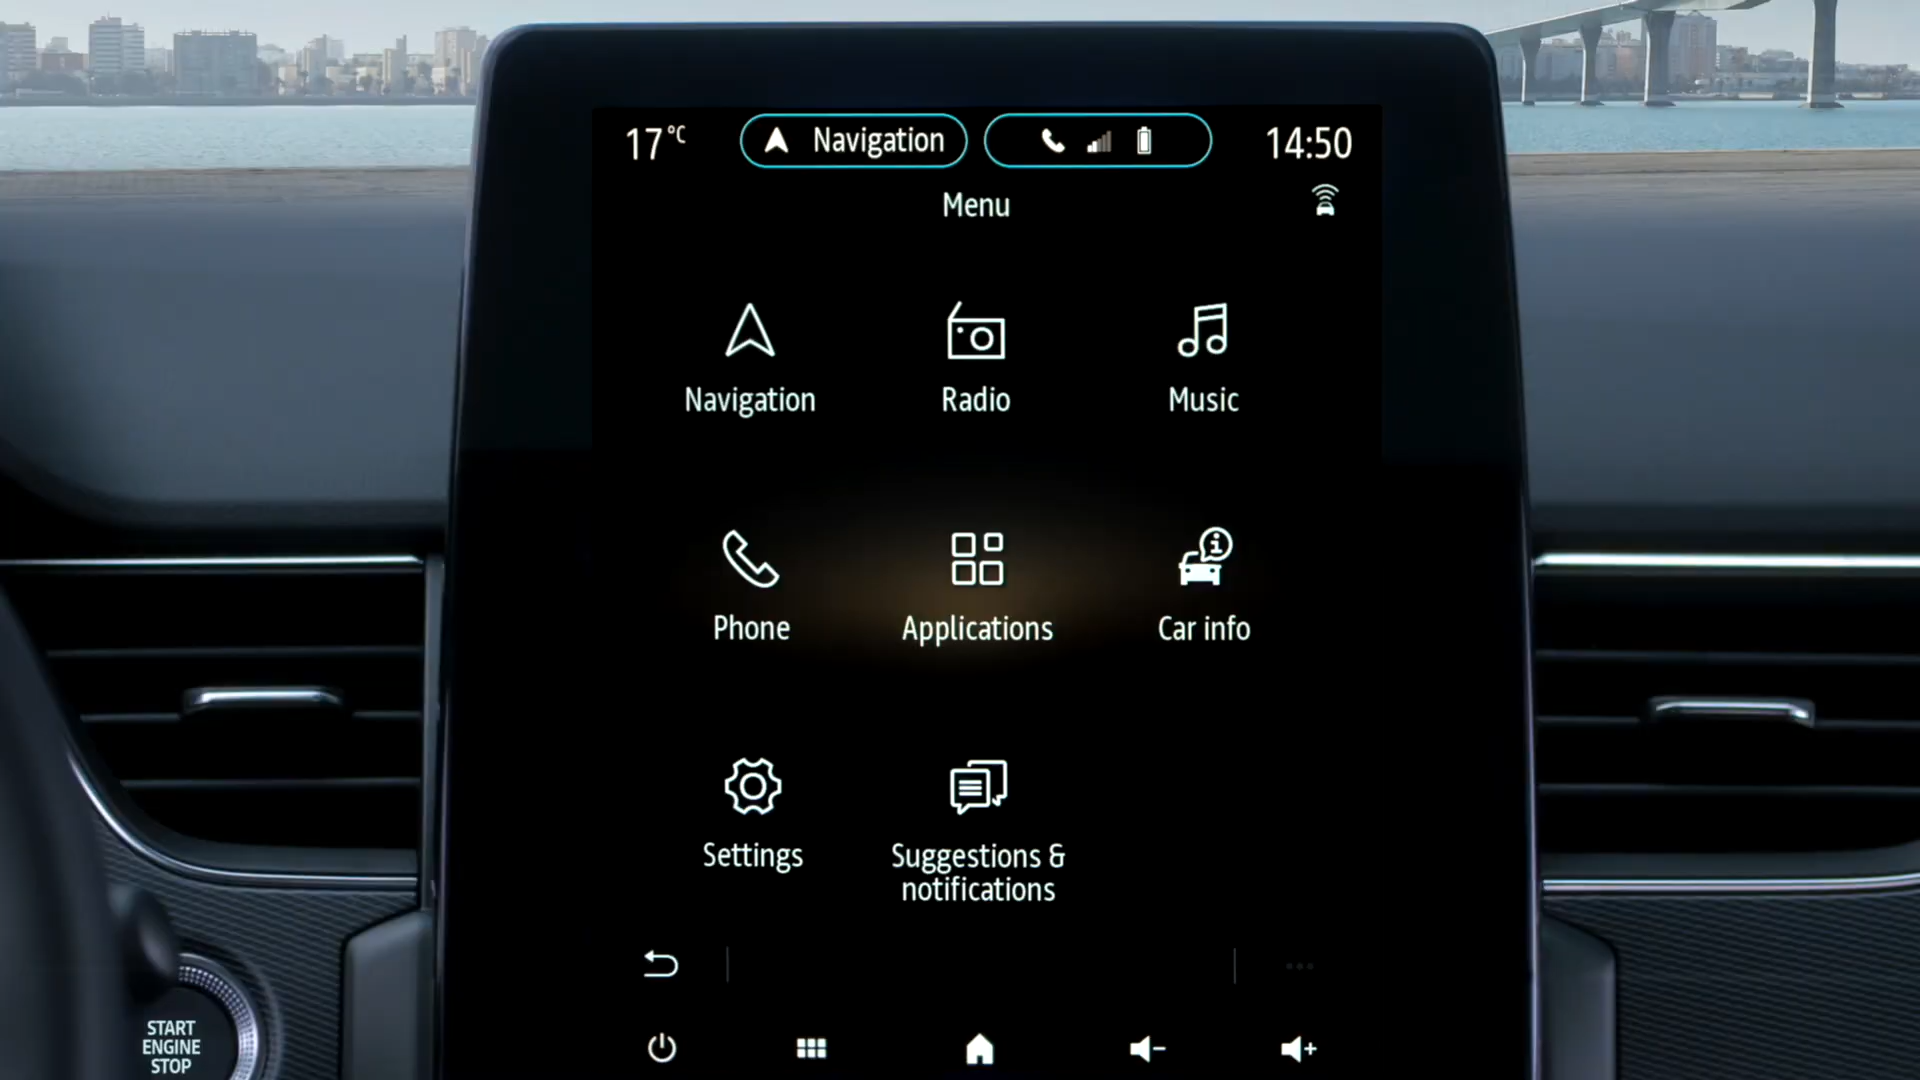 17°C
Navigation
14:50
Menu
Navigation
Radio
Music
Phone
Applications
Car info
Settings
Suggestions &
notifications
START
ENGINE
STOP